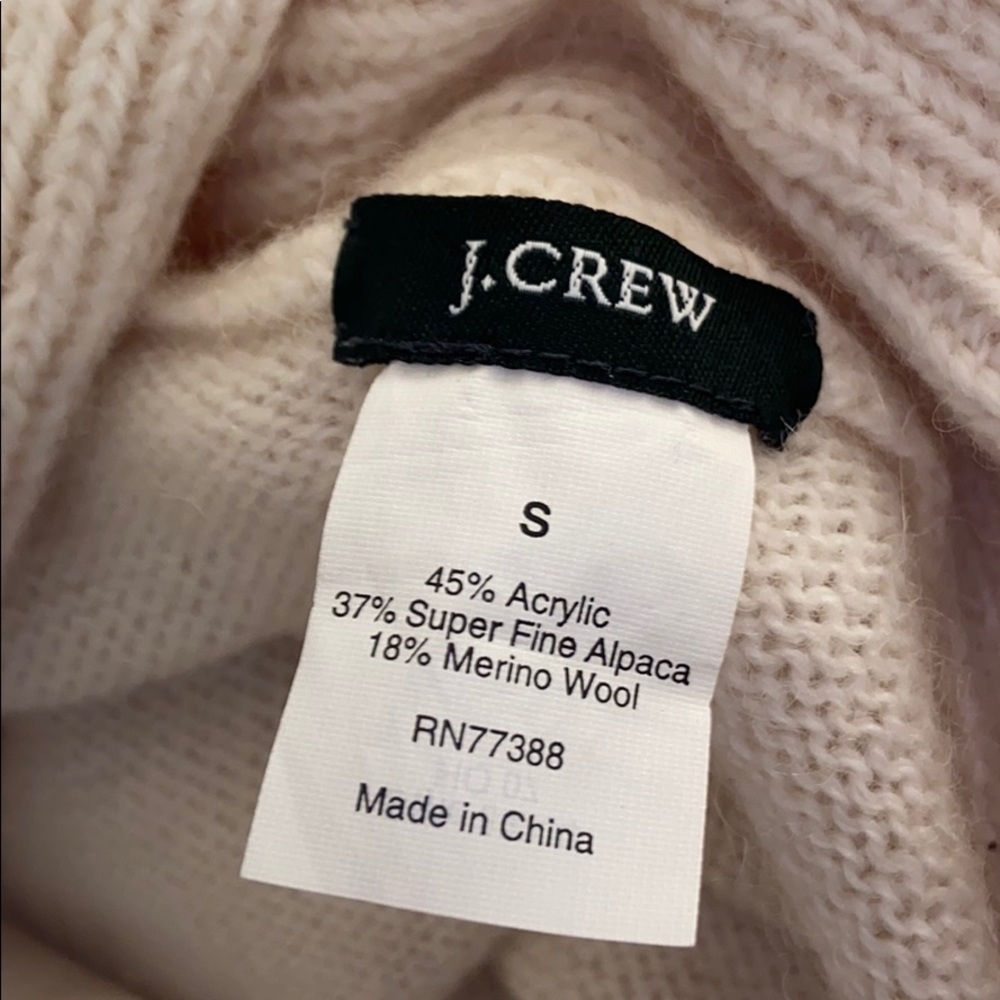 J.CREW
S
45% Acrylic
37% Super Fine Alpaca
18% Merino Wool
RN77388
Made in China